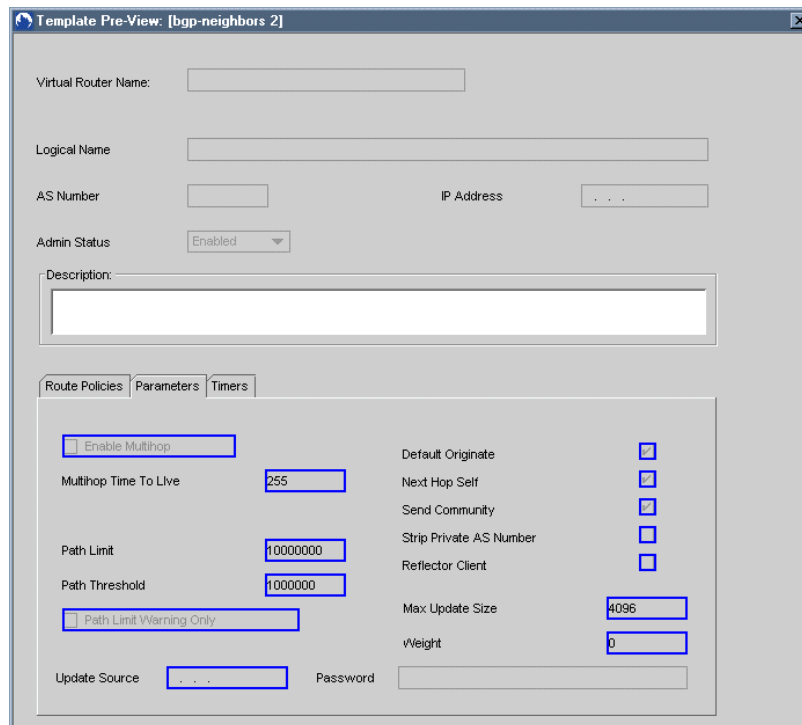 Template Pre-View: [bgp-neighbors 2]
Virtual Router Name:
Logical Name
AS Number
IP Address
. . .
Admin Status
Enabled
Description:
Route Policies
Parameters
Timers
Enable Multihop
Default Originate
Multihop Time To LIve
255
Next Hop Self
Send Community
Strip Private AS Number
Path Limit
10000000
Reflector Client
Path Threshold
1000000
Max Update Size
4096
Path Limit Warning Only
Weight
0
Update Source
. . .
Password